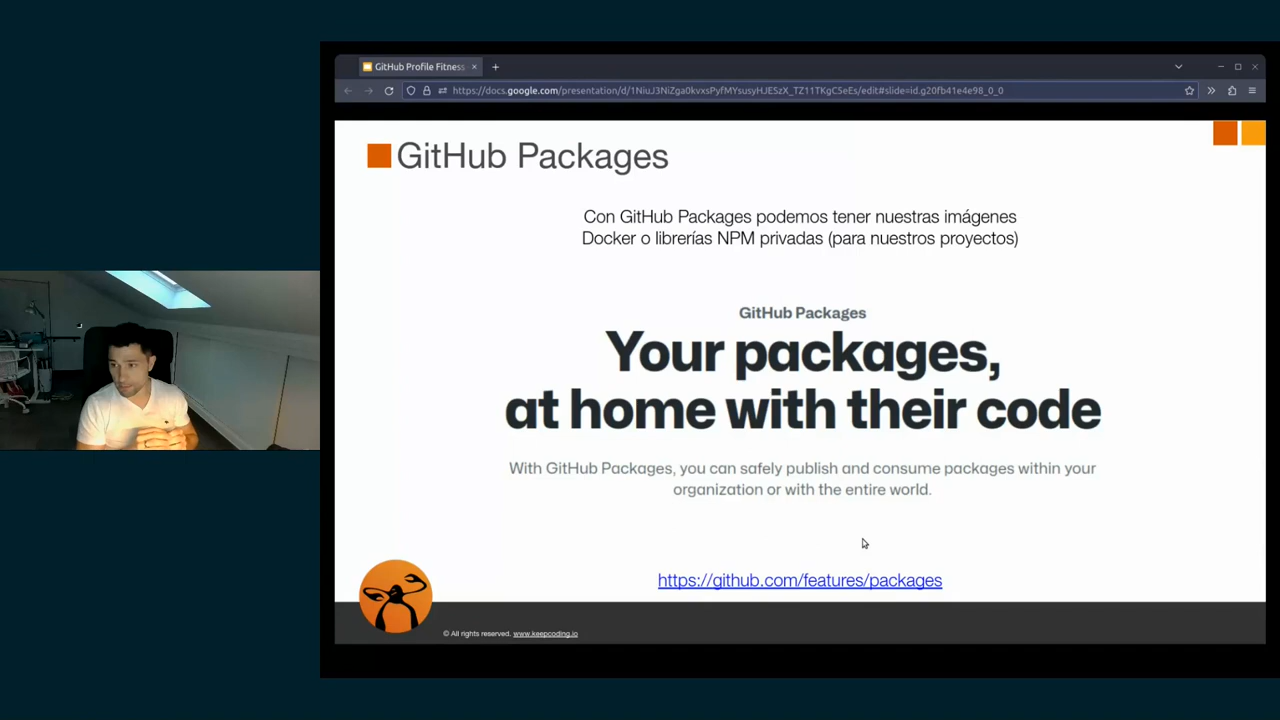 GitHub Profile Fitness
https://docs.google.com/presentation/d/1NiuJ3NiZga0kvxsPyfMYsusyHJESzX_TZ11TKgC5eEs/edit#slide=id.g20fb41e4e98_0_0
GitHub Packages
Con GitHub Packages podemos tener nuestras imágenes
Docker o librerías NPM privadas (para nuestros proyectos)
GitHub Packages
Your packages,
at home with their code
With GitHub Packages, you can safely publish and consume packages within your
organization or with the entire world.
https://github.com/features/packages
© All rights reserved. www.keepcoding.io